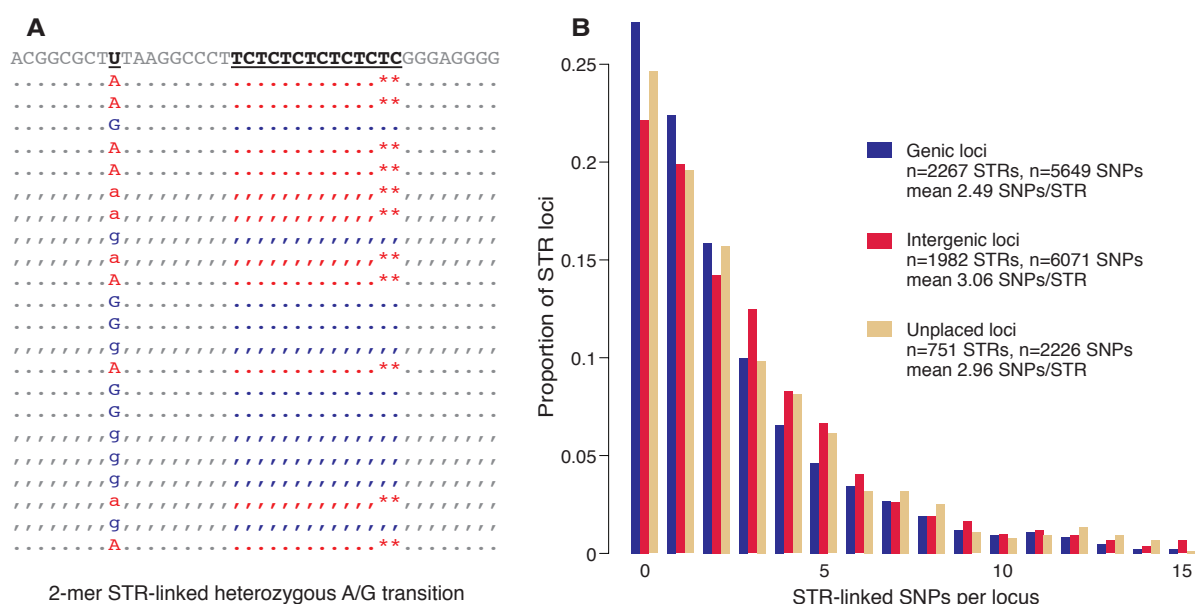 A
ACGGCGCTUTAAGGCCCTTCTCTCTCTCTCTCGGGAGGGG
........A.....................**........
........A.....................**........
........G...............................
........A.....................**........
........A.....................**........
,,,,,,,,a,,,,,,,,,,,,,,,,,,,,,**,,,,,,,,
,,,,,,,,a,,,,,,,,,,,,,,,,,,,,,**,,,,,,,,
,,,,,,,,g,,,,,,,,,,,,,,,,,,,,,,,,,,,,,,,
,,,,,,,,a,,,,,,,,,,,,,,,,,,,,,**,,,,,,,,
........A.....................**........
........G...............................
........G...............................
,,,,,,,,g,,,,,,,,,,,,,,,,,,,,,,,,,,,,,,,
........A.....................**........
........G...............................
........G...............................
,,,,,,,,g,,,,,,,,,,,,,,,,,,,,,,,,,,,,,,,
,,,,,,,,g,,,,,,,,,,,,,,,,,,,,,,,,,,,,,,,
,,,,,,,,g,,,,,,,,,,,,,,,,,,,,,,,,,,,,,,,
,,,,,,,,a,,,,,,,,,,,,,,,,,,,,,**,,,,,,,,
,,,,,,,,g,,,,,,,,,,,,,,,,,,,,,,,,,,,,,,,
........A.....................**........
2-mer STR-linked heterozygous A/G transition
B
Proportion of STR loci
0.25
0.2
0.15
0.1
0.05
0
Genic loci
n=2267 STRs, n=5649 SNPs
mean 2.49 SNPs/STR
Intergenic loci
n=1982 STRs, n=6071 SNPs
mean 3.06 SNPs/STR
Unplaced loci
n=751 STRs, n=2226 SNPs
mean 2.96 SNPs/STR
0 5 10 15
STR-linked SNPs per locus